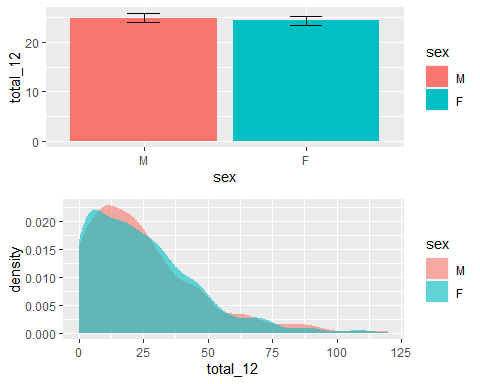 total_12
20
10
0
M
F
sex
sex
M
F
density
0.020
0.015
0.010
0.005
0.000
0
25
50
75
100
125
total_12
sex
M
F